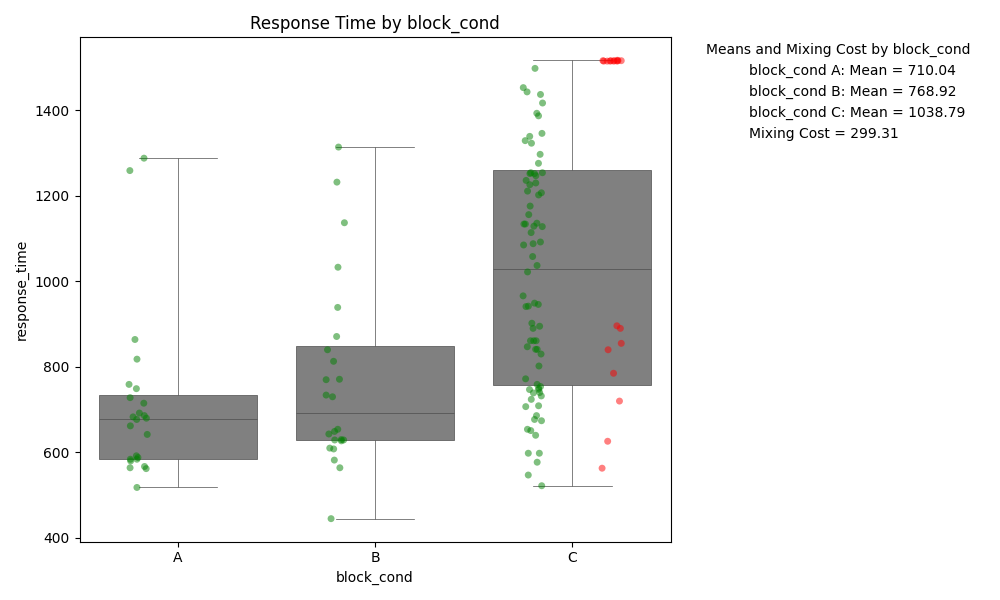 Response Time by block_cond
Means and Mixing Cost by block_cond
block_cond A: Mean = 710.04
block_cond B: Mean = 768.92
block_cond C: Mean = 1038.79
Mixing Cost = 299.31
response_time
1400
1200
1000
800
600
400
A
B
C
block_cond